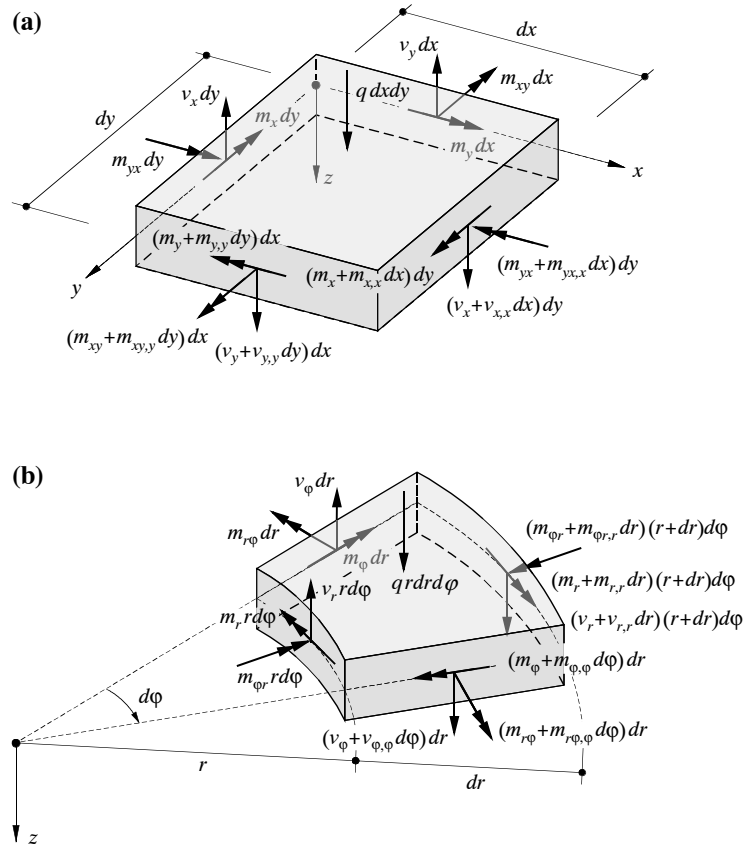 (a)
dx
v_y dx
m_xy dx
q dxdy
v_x dy
m_x dy
dy
m_yx dy
m_y dx
x
z
(m_y+m_y,y dy) dx
(m_x+m_x,x dx) dy
(m_yx+m_yx,x dx) dy
y
(v_x+v_x,x dx) dy
(m_xy+m_xy,y dy) dx
(v_y+v_y,y dy) dx
(b)
v_φ dr
m_rφ dr
(m_φr+m_φr,r dr) (r+dr)dφ
m_φ dr
q r dr dφ
(m_r+m_r,r dr) (r+dr)dφ
v_r rdφ
m_r rdφ
(v_r+v_r,r dr) (r+dr)dφ
(m_φ+m_φ,φ dφ) dr
m_φr rdφ
dφ
(v_φ+v_φ,φ dφ) dr
(m_rφ+m_rφ,φ dφ) dr
r
dr
z